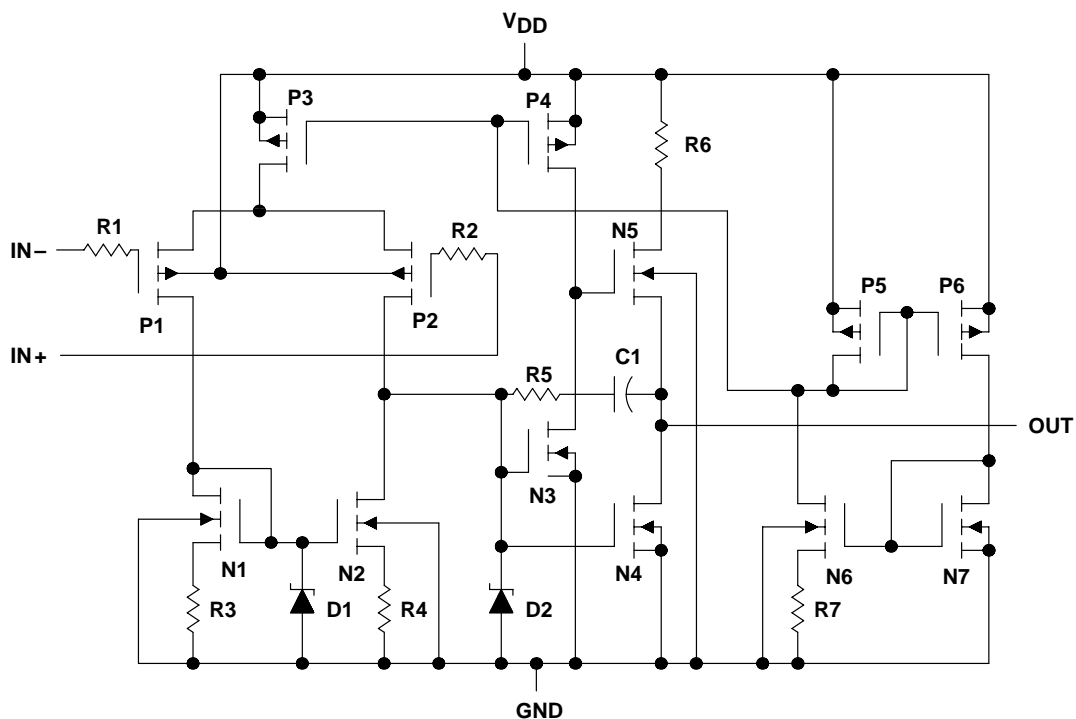 VDD
P3
P4
R6
R1
R2
N5
IN–
P5
P6
P1
P2
IN+
R5
C1
OUT
N3
N1
N2
N4
N6
N7
R3
D1
R4
D2
R7
GND